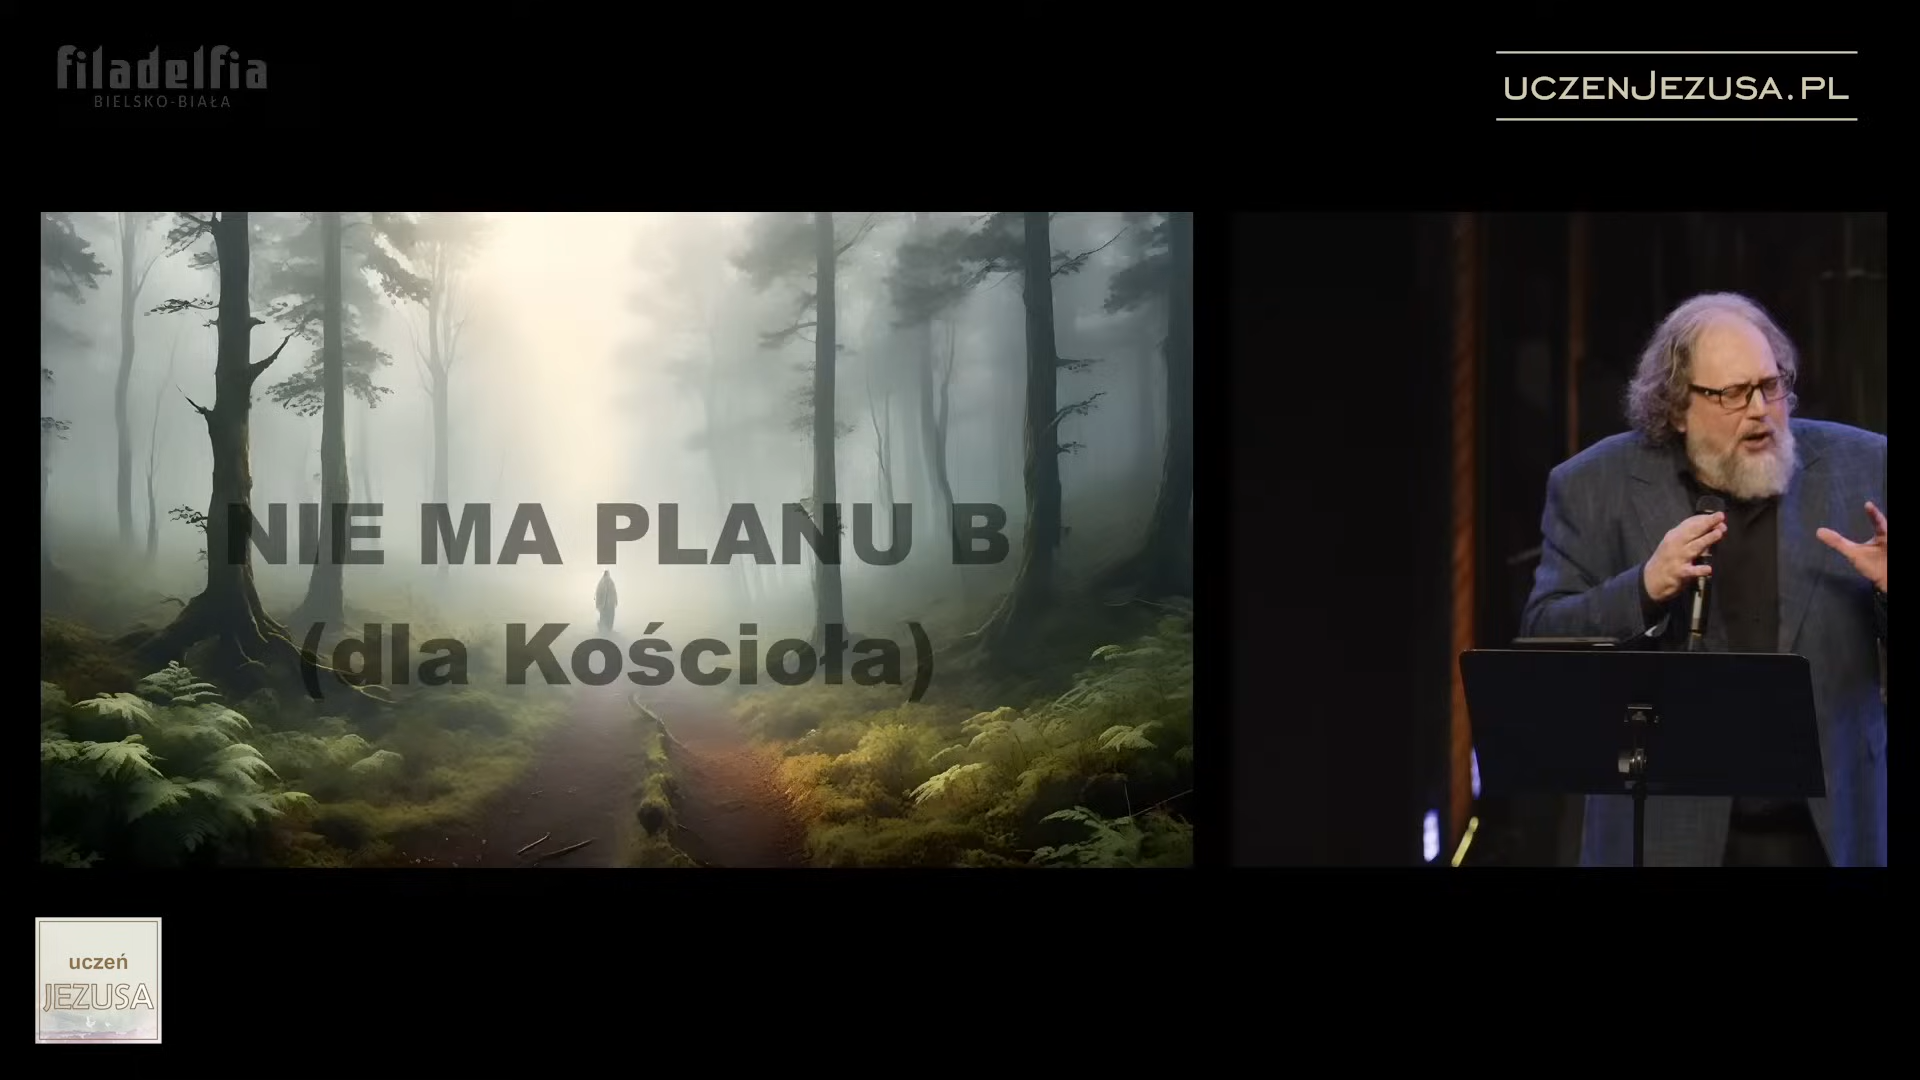 filadelfia
BIELSKO-BIAŁA
UCZENJEZUSA.PL
NIE MA PLANU B
(dla Kościoła)
uczeń
JEZUSA